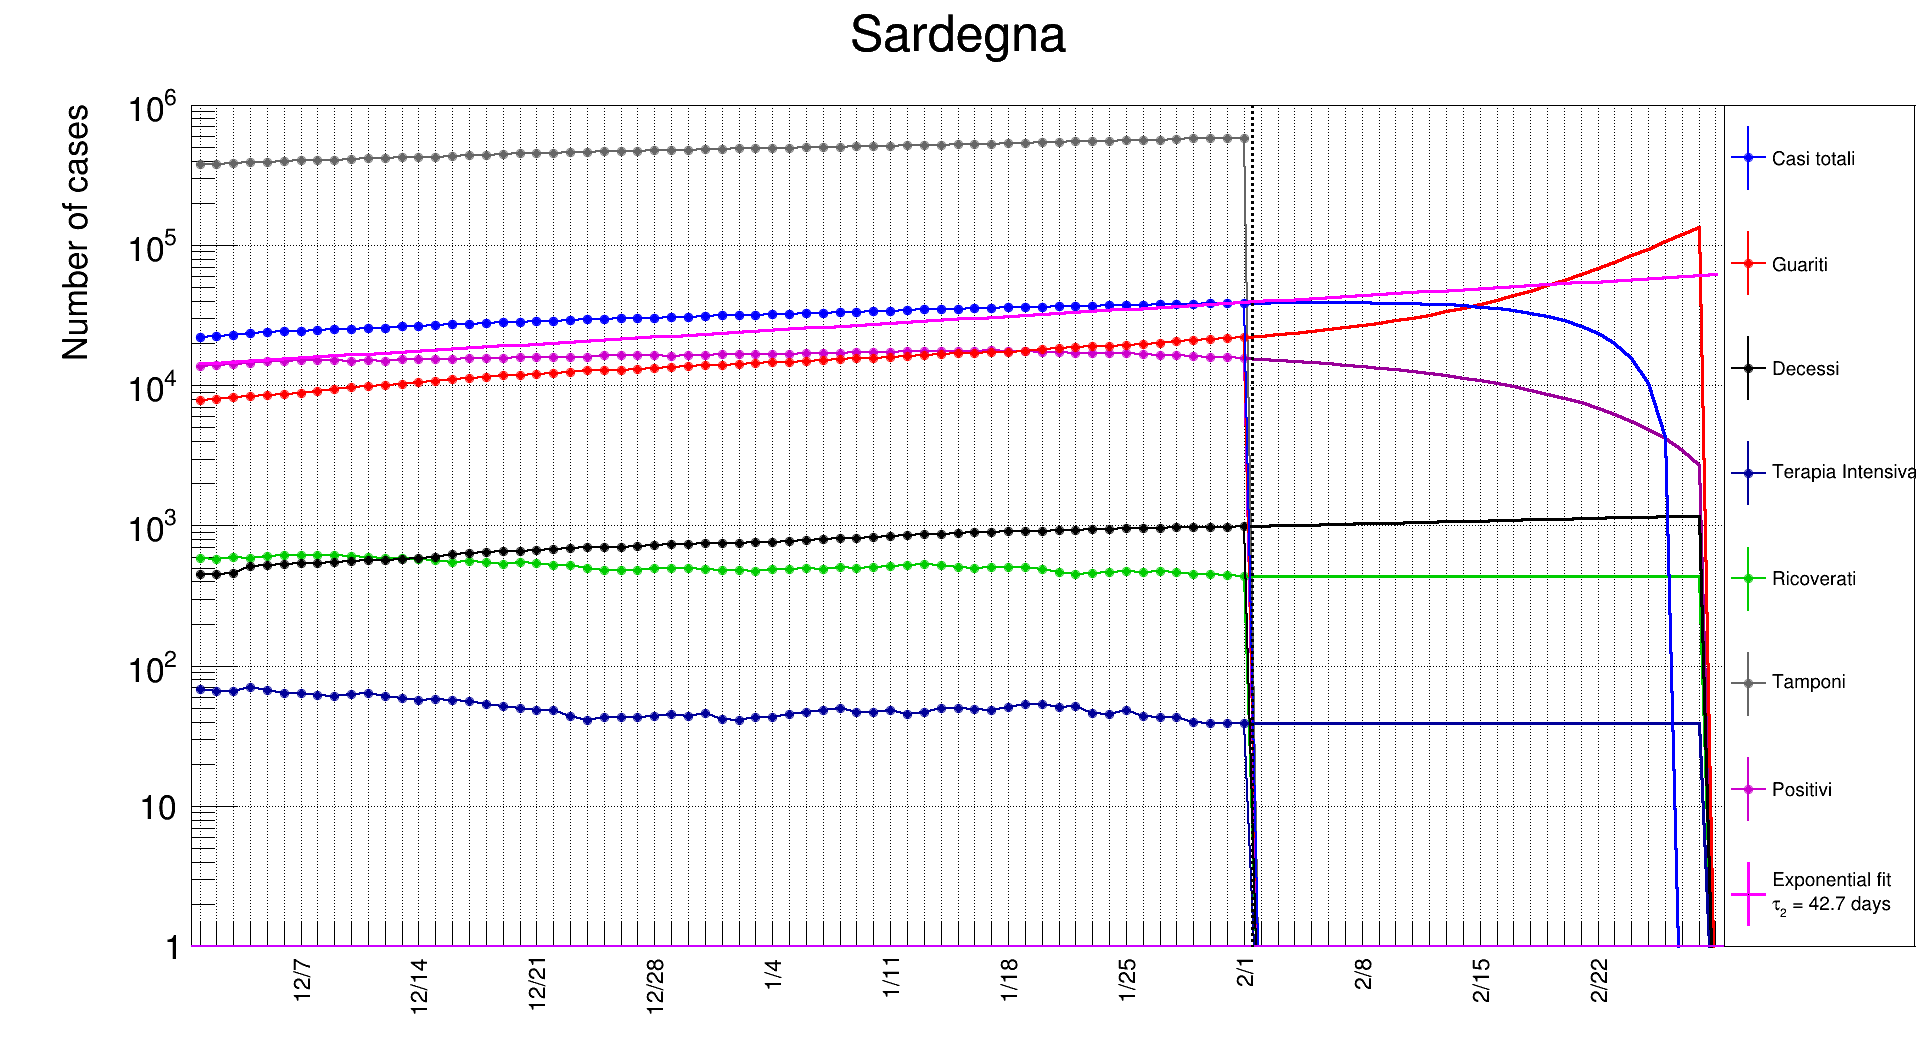 Sardegna
Number of cases
10^6
10^5
10^4
10^3
10^2
10
1
12/7
12/14
12/21
12/28
1/4
1/11
1/18
1/25
2/1
2/8
2/15
2/22
Casi totali
Guariti
Decessi
Terapia Intensiva
Ricoverati
Tamponi
Positivi
Exponential fit
τ₂ = 42.7 days